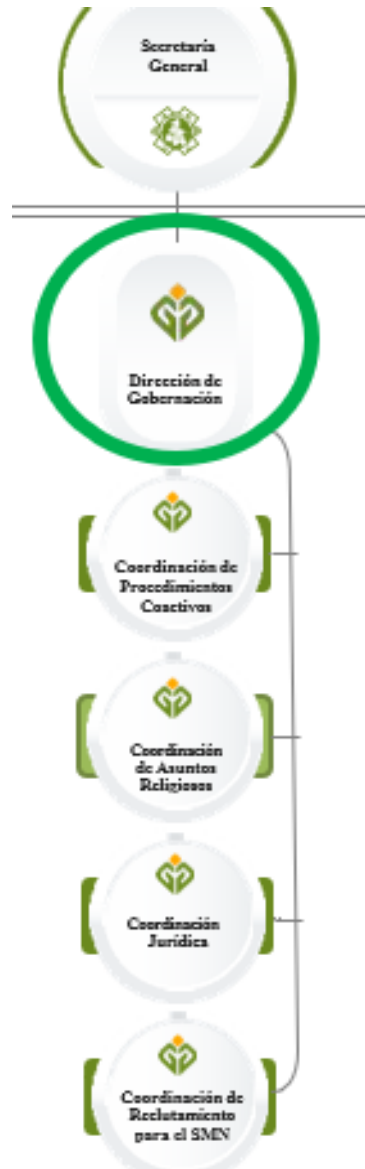 Secretaría
General
Dirección de
Gobernación
Coordinación de
Procedimientos
Coactivos
Coordinación
de Asuntos
Religiosos
Coordinación
Jurídica
Coordinación de
Reclutamiento
para el SMN